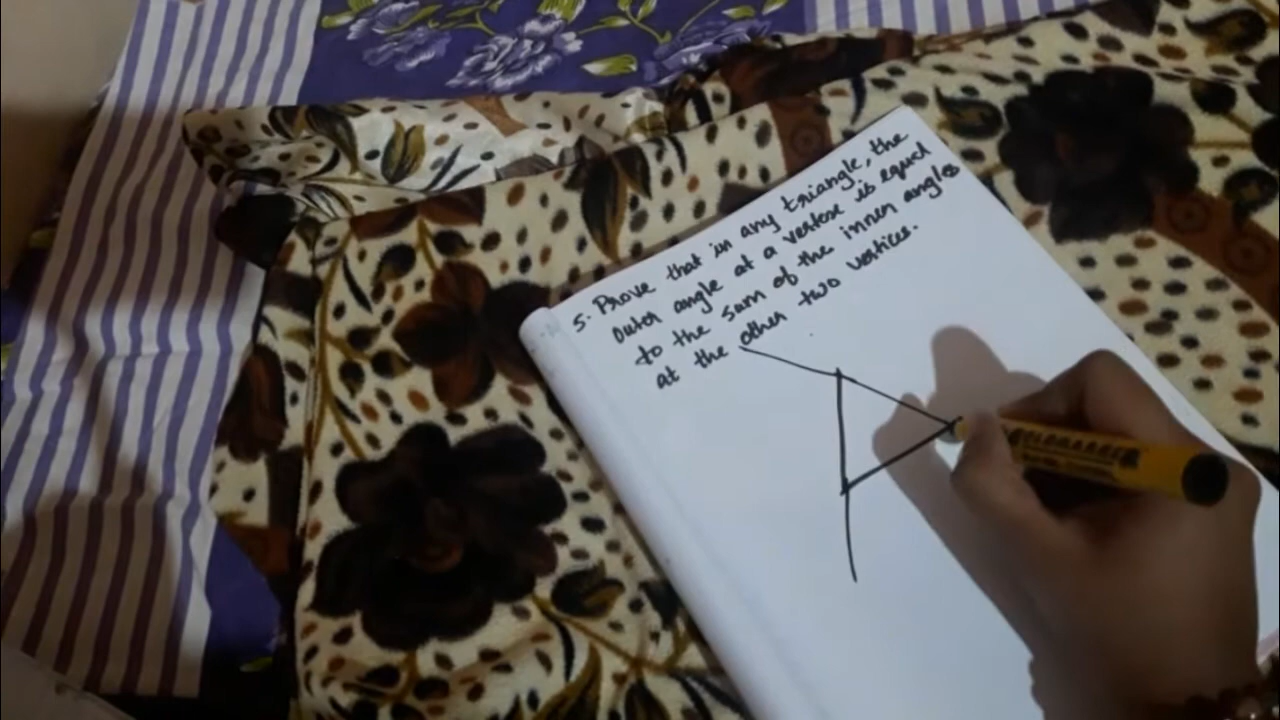 5. Prove that in any triangle, the
outer angle at a vertex is equal
to the sum of the inner angles
at the other two vertices.